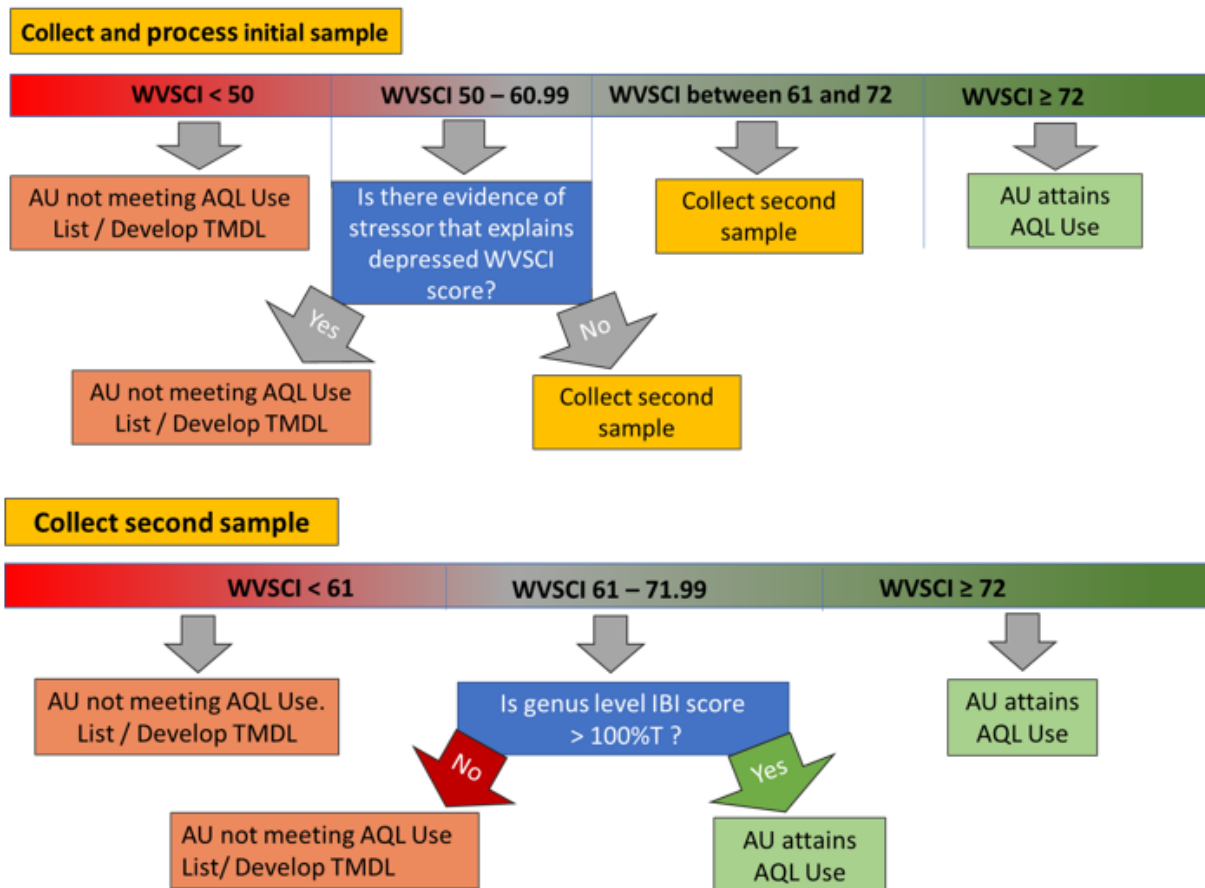 Collect and process initial sample
WVSCI < 50
WVSCI 50 – 60.99
WVSCI between 61 and 72
WVSCI ≥ 72
AU not meeting AQL Use
List / Develop TMDL
Is there evidence of
stressor that explains
depressed WVSCI
score?
Collect second
sample
AU attains
AQL Use
Yes
No
AU not meeting AQL Use
List / Develop TMDL
Collect second
sample
Collect second sample
WVSCI < 61
WVSCI 61 – 71.99
WVSCI ≥ 72
AU not meeting AQL Use.
List / Develop TMDL
Is genus level IBI score
> 100%T ?
AU attains
AQL Use
No
Yes
AU not meeting AQL Use
List/ Develop TMDL
AU attains
AQL Use